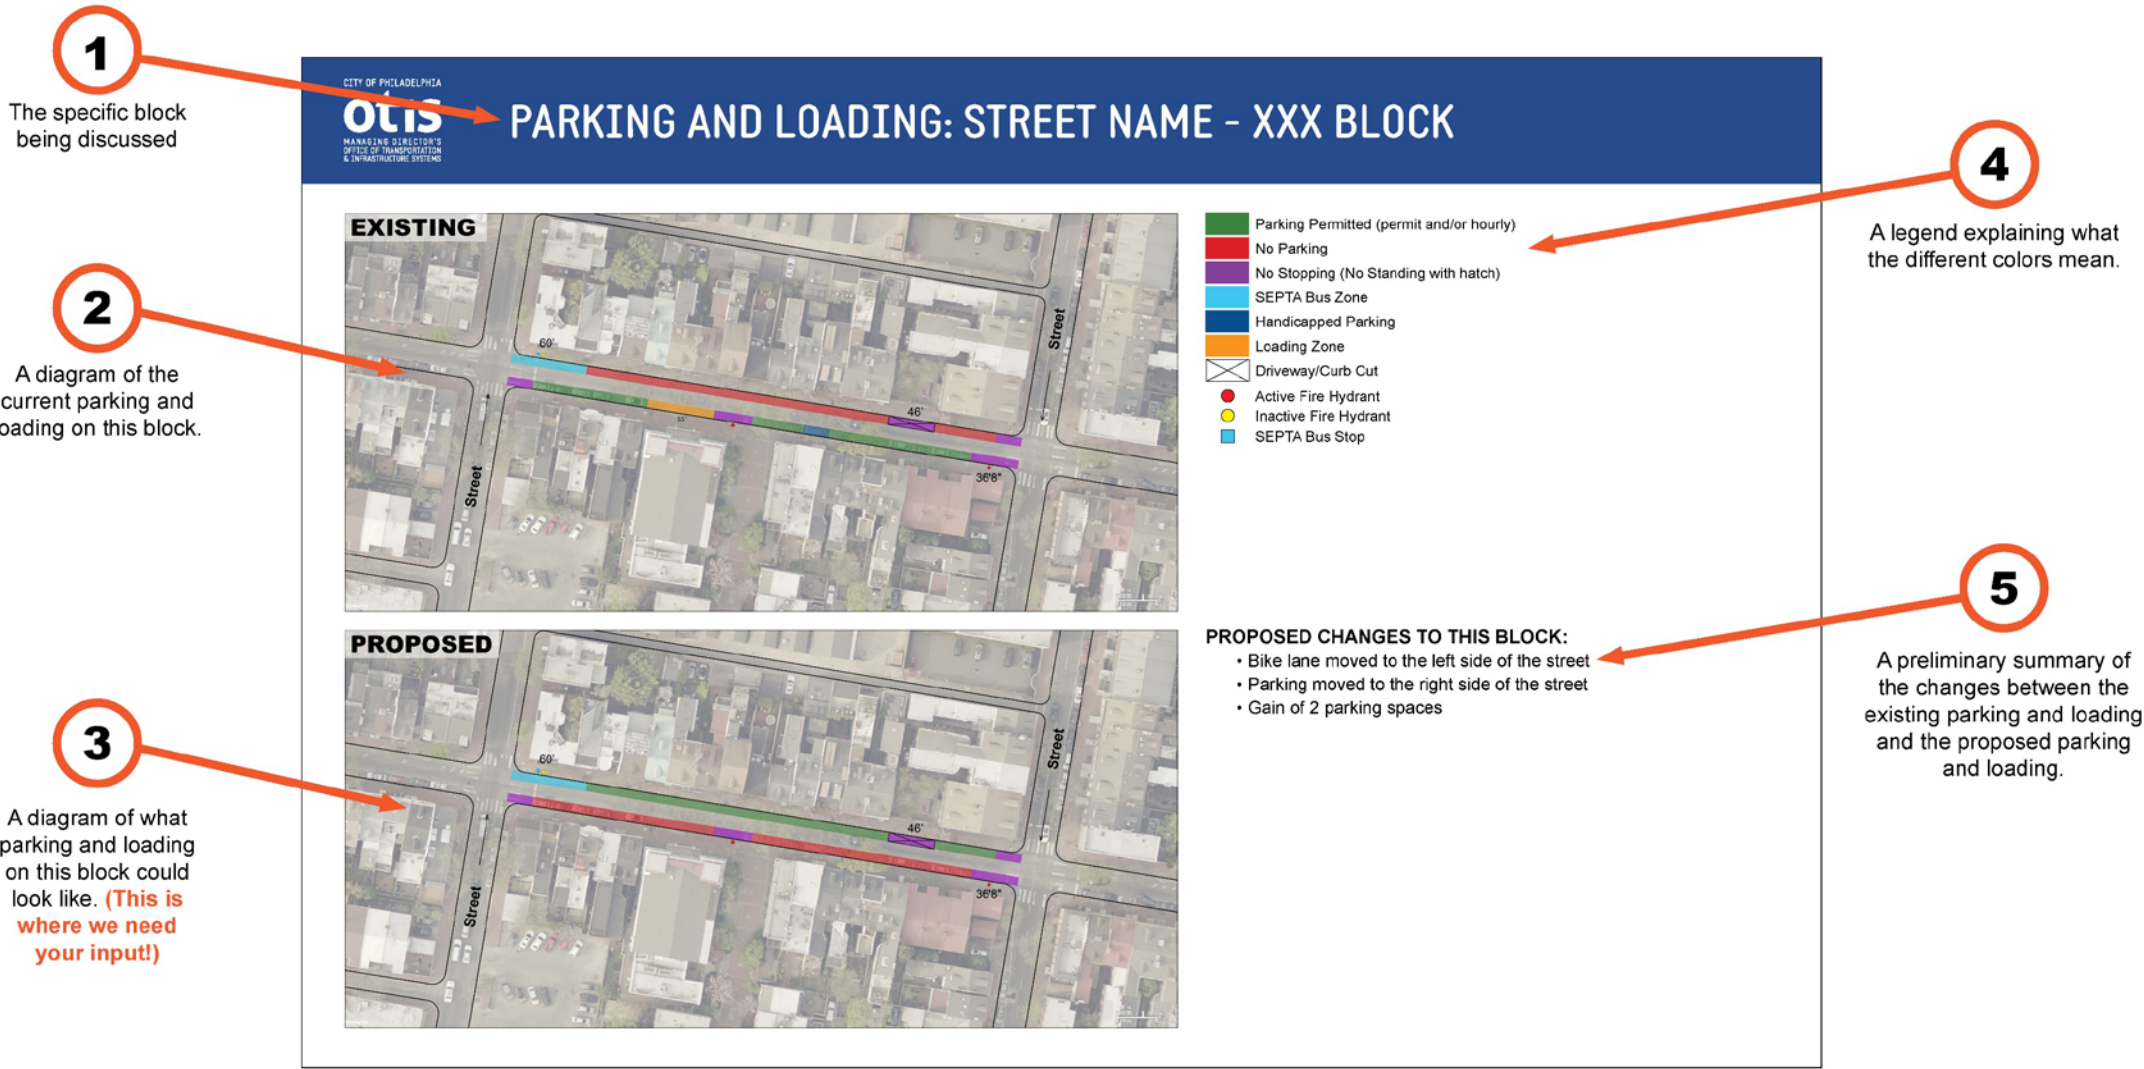 1
The specific block
being discussed
CITY OF PHILADELPHIA
otis
MANAGING DIRECTOR'S
OFFICE OF TRANSPORTATION
& INFRASTRUCTURE SYSTEMS
PARKING AND LOADING: STREET NAME - XXX BLOCK
2
A diagram of the
current parking and
loading on this block.
EXISTING
60'
55'
46'
36'8"
Street
Street
4
A legend explaining what
the different colors mean.
Parking Permitted (permit and/or hourly)
No Parking
No Stopping (No Standing with hatch)
SEPTA Bus Zone
Handicapped Parking
Loading Zone
Driveway/Curb Cut
Active Fire Hydrant
Inactive Fire Hydrant
SEPTA Bus Stop
3
A diagram of what
parking and loading
on this block could
look like. (This is
where we need
your input!)
PROPOSED
60'
46'
36'8"
Street
Street
PROPOSED CHANGES TO THIS BLOCK:
• Bike lane moved to the left side of the street
• Parking moved to the right side of the street
• Gain of 2 parking spaces
5
A preliminary summary of
the changes between the
existing parking and loading
and the proposed parking
and loading.